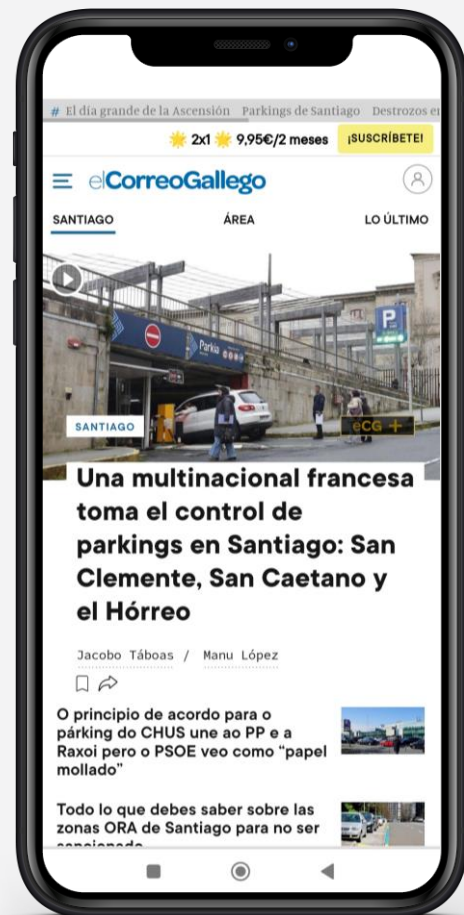 # El día grande de la Ascensión Parkings de Santiago Destrozos en
2x1 9,95€/2 meses ¡SUSCRÍBETE!
elCorreoGallego
SANTIAGO ÁREA LO ÚLTIMO
P
Parkia
SANTIAGO
eCG +
Una multinacional francesa
toma el control de
parkings en Santiago: San
Clemente, San Caetano y
el Hórreo
Jacobo Táboas / Manu López
O principio de acordo para o
párking do CHUS une ao PP e a
Raxoi pero o PSOE veo como “papel
mollado”
Todo lo que debes saber sobre las
zonas ORA de Santiago para no ser
sancionado